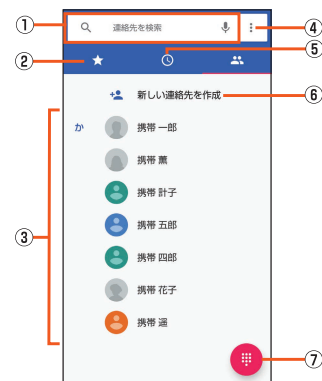 ① 連絡先を検索 ④
② ⑤
新しい連絡先を作成 ⑥
か 携帯 一郎
携帯 薫
携帯 計子
③ 携帯 五郎
携帯 四郎
携帯 花子
携帯 遥
⑦